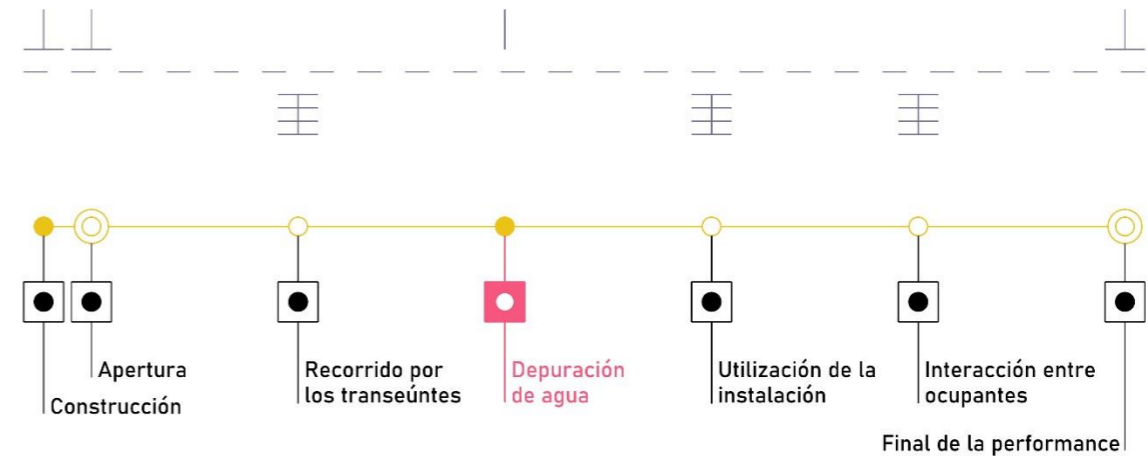 Apertura
Construcción
Recorrido por
los transeúntes
Depuración
de agua
Utilización de la
instalación
Interacción entre
ocupantes
Final de la performance